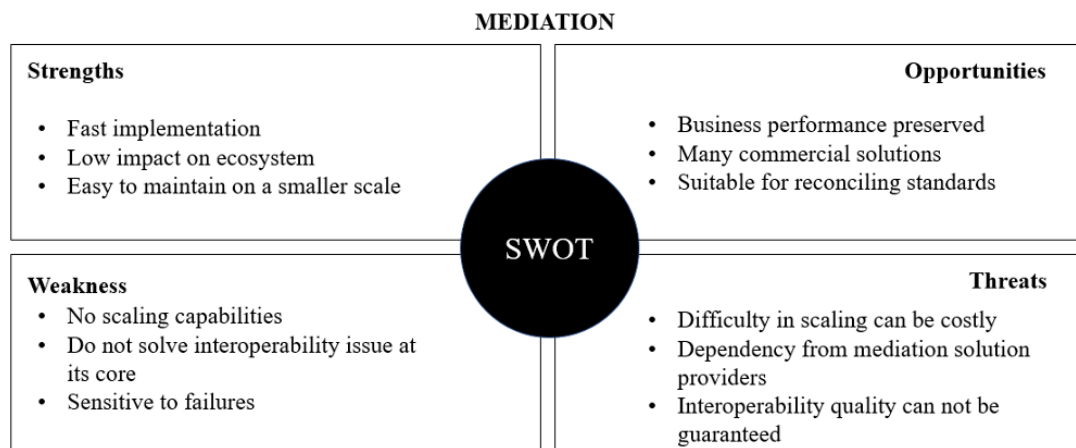 MEDIATION
Strengths
• Fast implementation
• Low impact on ecosystem
• Easy to maintain on a smaller scale
Opportunities
• Business performance preserved
• Many commercial solutions
• Suitable for reconciling standards
SWOT
Weakness
• No scaling capabilities
• Do not solve interoperability issue at
its core
• Sensitive to failures
Threats
• Difficulty in scaling can be costly
• Dependency from mediation solution
providers
• Interoperability quality can not be
guaranteed